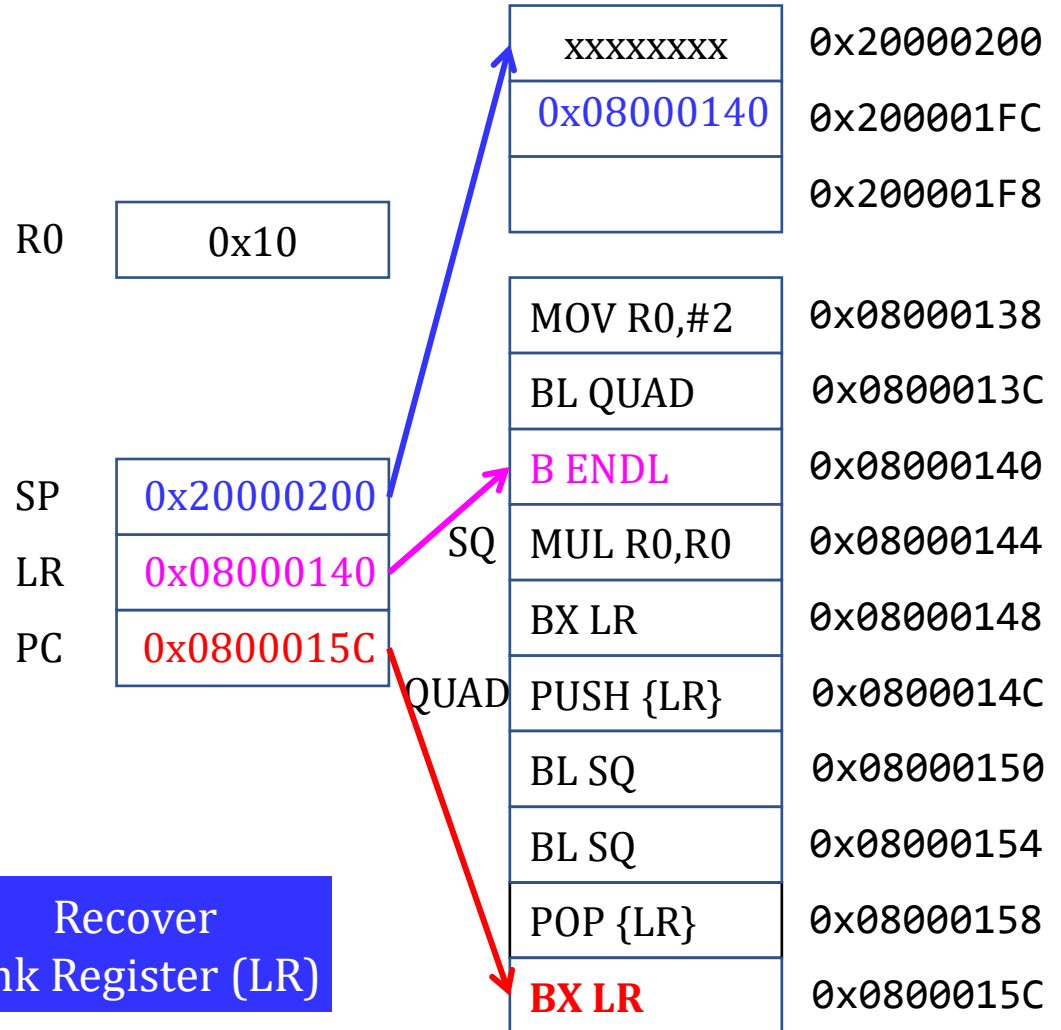 xxxxxxxx 0x20000200
0x08000140 0x200001FC
0x200001F8
R0 0x10
MOV R0,#2 0x08000138
BL QUAD 0x0800013C
SP 0x20000200 B ENDL 0x08000140
LR 0x08000140 SQ MUL R0,R0 0x08000144
PC 0x0800015C BX LR 0x08000148
QUAD PUSH {LR} 0x0800014C
BL SQ 0x08000150
BL SQ 0x08000154
Recover POP {LR} 0x08000158
nk Register (LR) BX LR 0x0800015C